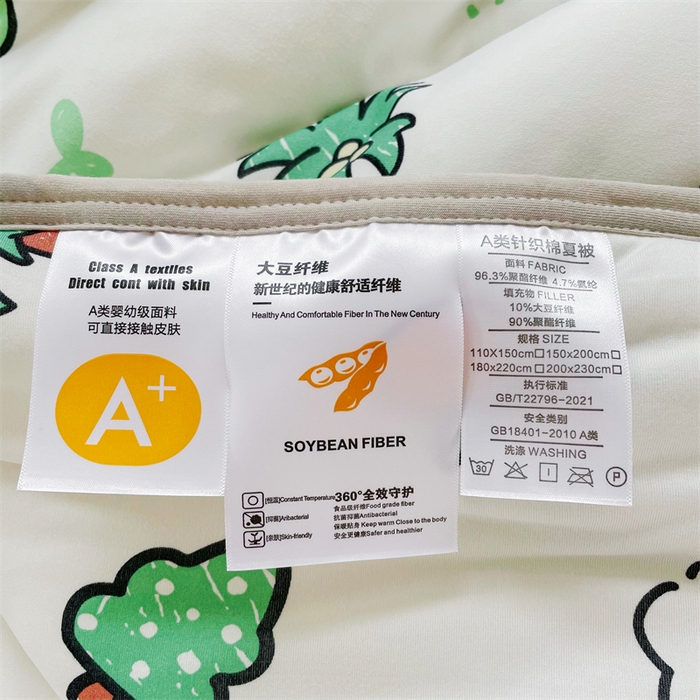 Class A textiles
Direct cont with skin
A类婴幼级面料
可直接接触皮肤
A+
大豆纤维
新世纪的健康舒适纤维
Healthy And Comfortable Fiber In The New Century
SOYBEAN FIBER
[恒温]Constant Temperature
[抑菌]Aribacterial
[亲肤]Skin-friendly
360°全效守护
食品级纤维Food grade fiber
抗菌抑菌Antibacterial
保暖贴身 Keep warm Close to the body
安全更健康Safer and healthier
A类针织棉夏被
面料 FABRIC
96.3%聚酯纤维 4.7%氨纶
填充物 FILLER
10%大豆纤维
90%聚酯纤维
规格 SIZE
110X150cm□150x200cm□
180x220cm□200x230cm□
执行标准
GB/T22796-2021
安全类别
GB18401-2010 A类
洗涤 WASHING
30
P